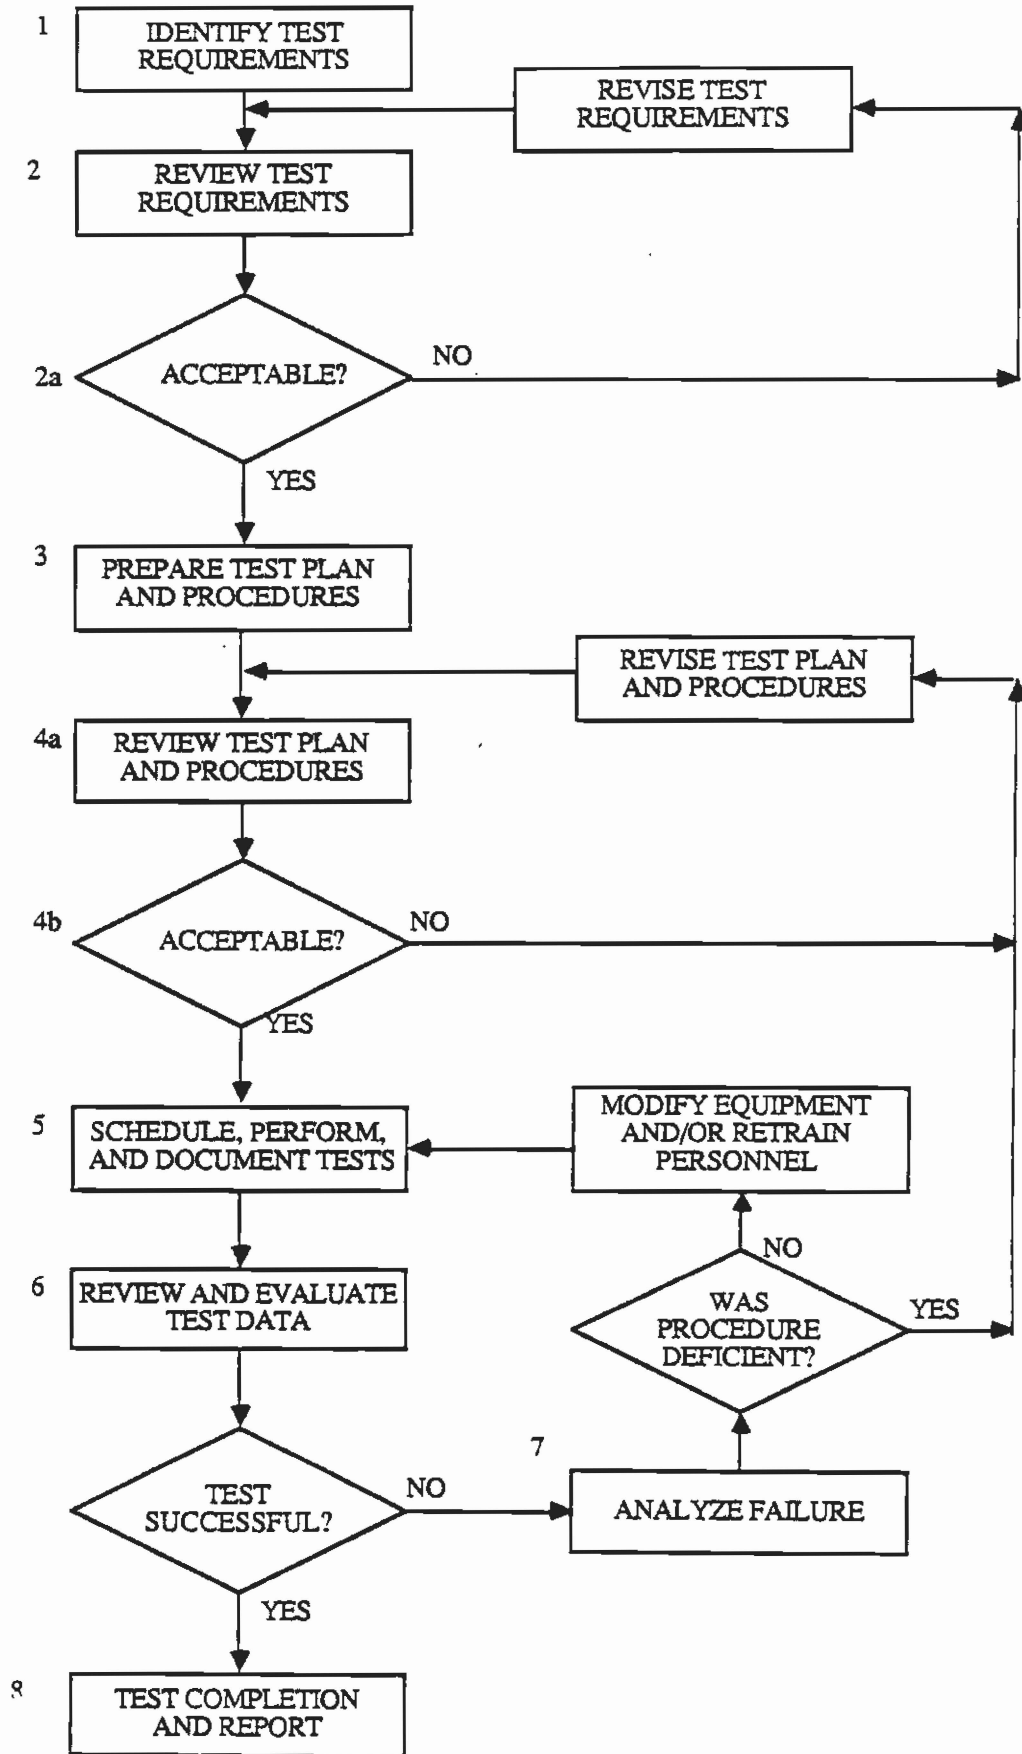 1
IDENTIFY TEST
REQUIREMENTS
REVISE TEST
REQUIREMENTS
2
REVIEW TEST
REQUIREMENTS
2a
ACCEPTABLE?
NO
YES
3
PREPARE TEST PLAN
AND PROCEDURES
REVISE TEST PLAN
AND PROCEDURES
4a
REVIEW TEST PLAN
AND PROCEDURES
4b
ACCEPTABLE?
NO
YES
5
SCHEDULE, PERFORM,
AND DOCUMENT TESTS
MODIFY EQUIPMENT
AND/OR RETRAIN
PERSONNEL
NO
6
REVIEW AND EVALUATE
TEST DATA
WAS
PROCEDURE
DEFICIENT?
YES
TEST
SUCCESSFUL?
NO
7
ANALYZE FAILURE
YES
8
TEST COMPLETION
AND REPORT